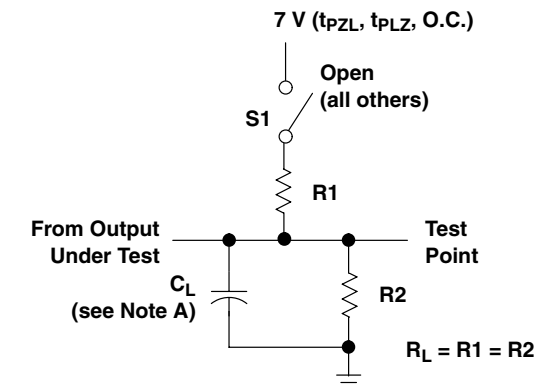 7 V (tPZL, tPLZ, O.C.)
Open
(all others)
S1
R1
From Output
Under Test
Test
Point
CL
(see Note A)
R2
RL = R1 = R2